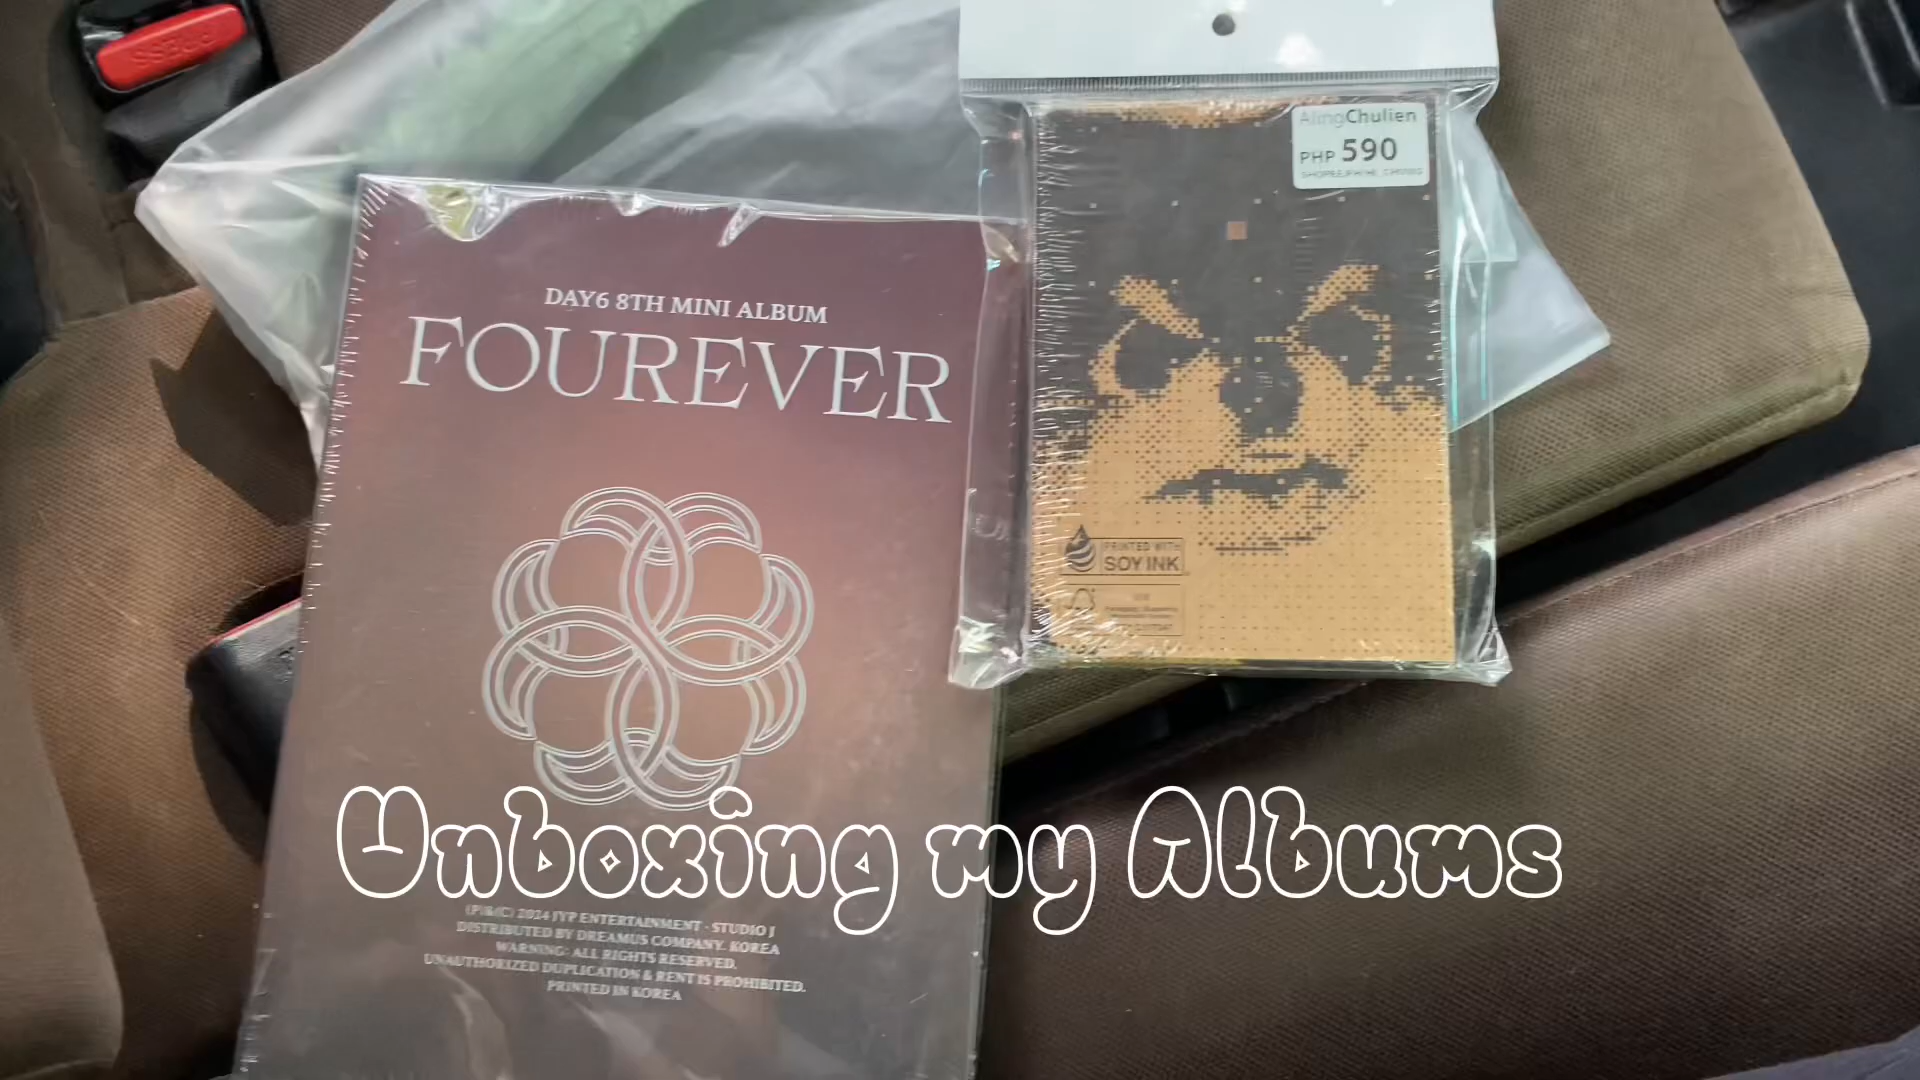 PRESS
DAY6 8TH MINI ALBUM
FOUREVER
AlingChulien
PHP 590
PRINTED WITH
SOY INK
Unboxing my Albums
(P)&(C) 2024 JYP ENTERTAINMENT · STUDIO J
DISTRIBUTED BY DREAMUS COMPANY. KOREA
WARNING: ALL RIGHTS RESERVED.
UNAUTHORIZED DUPLICATION & RENT IS PROHIBITED.
PRINTED IN KOREA